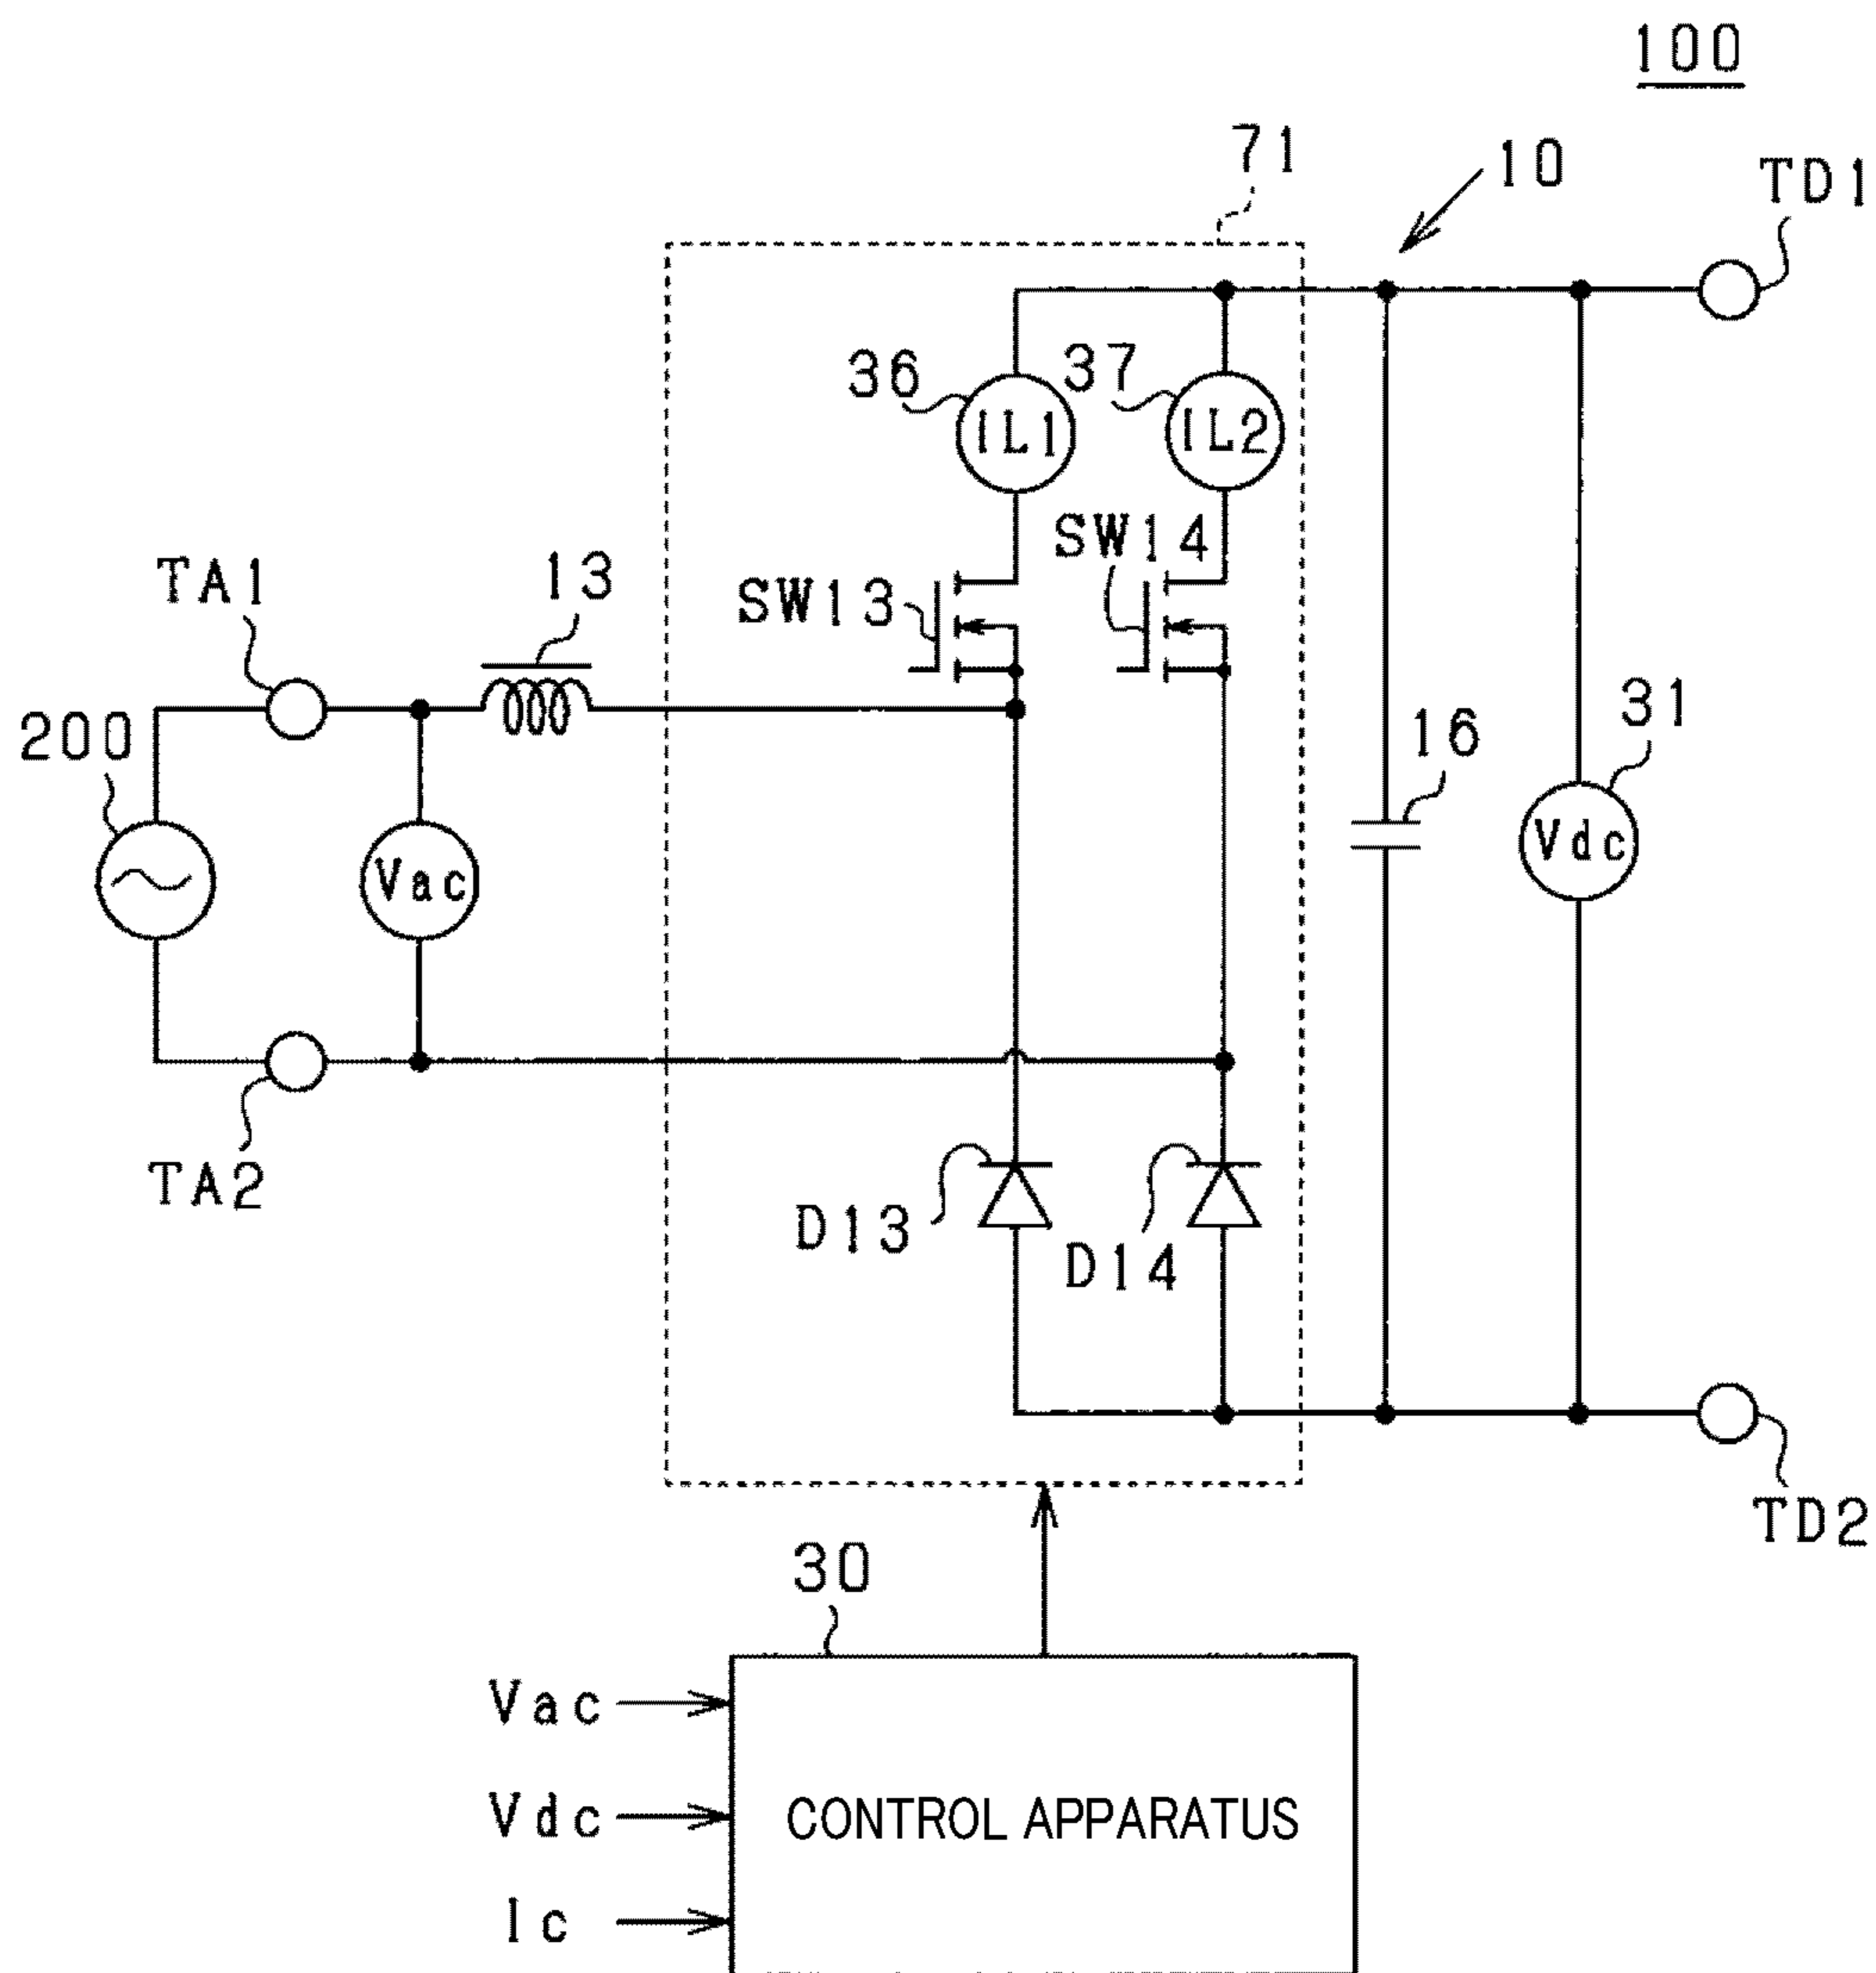 100
71
10
TD1
36
IL1
37
IL2
SW13
SW14
TA1
13
200
Vac
16
31
Vdc
TA2
D13
D14
TD2
30
Vac
Vdc
Ic
CONTROL APPARATUS